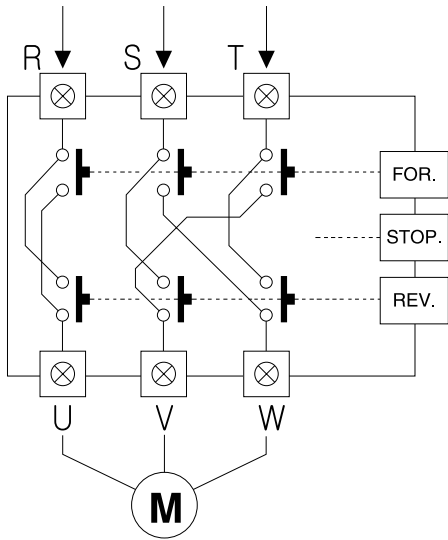 R S T
FOR.
STOP.
REV.
U V W
M